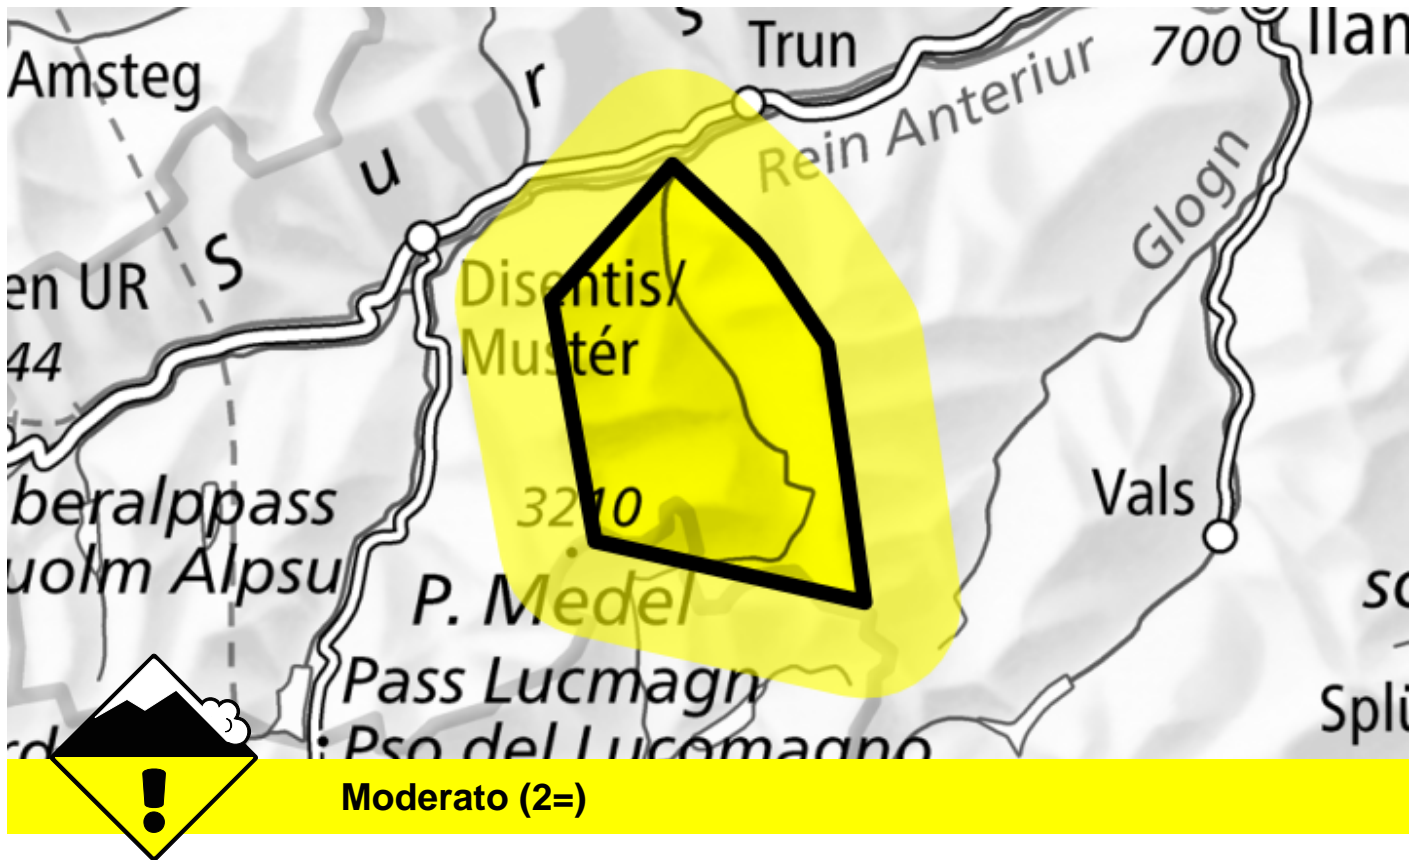 Trun
700
Ilan
Amsteg
r
Rein Anteriur
u
Glogn
S
Disentis/
Mustér
en UR
44
Vals
3210
beralppass
uolm Alpsu
P. Medel
Pass Lucmagn
Splü
Pso del Lucomagno
Moderato (2=)
!